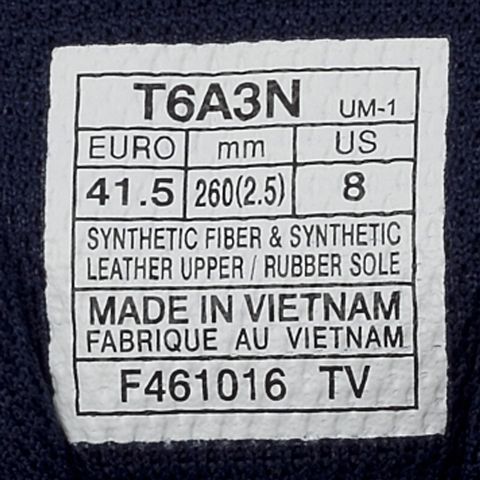 T6A3N UM-1
EURO mm US
41.5 260(2.5) 8
SYNTHETIC FIBER & SYNTHETIC
LEATHER UPPER / RUBBER SOLE
MADE IN VIETNAM
FABRIQUE AU VIETNAM
F461016 TV